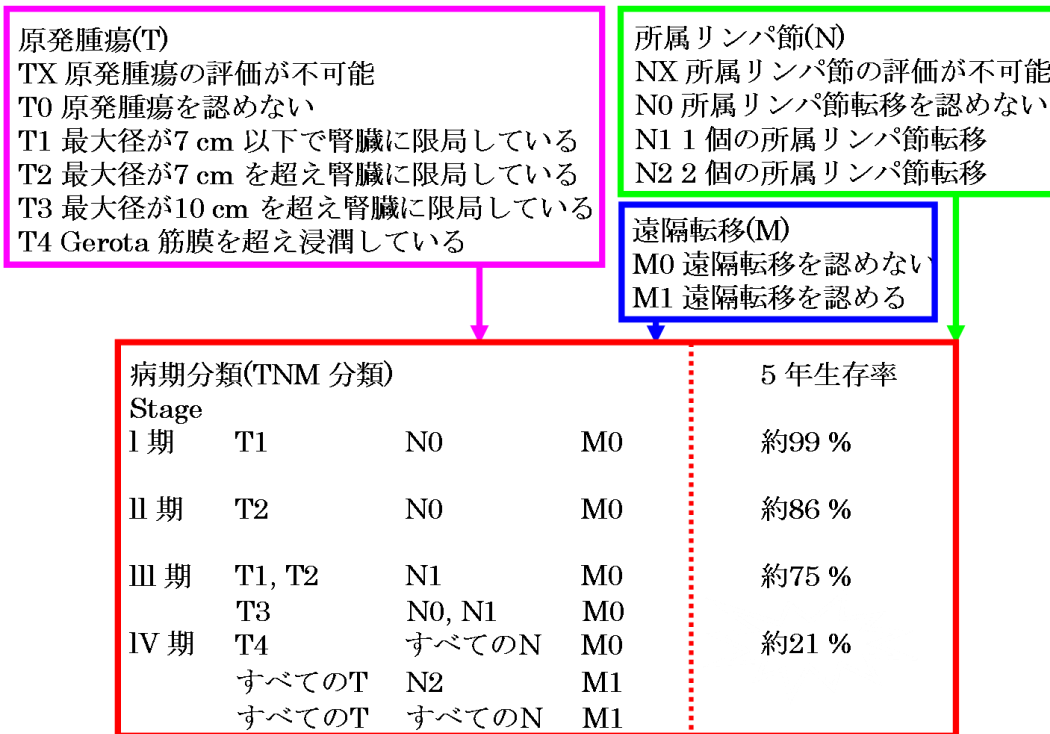 原発腫瘍(T)
TX 原発腫瘍の評価が不可能
T0 原発腫瘍を認めない
T1 最大径が7 cm 以下で腎臓に限局している
T2 最大径が7 cm を超え腎臓に限局している
T3 最大径が10 cm を超え腎臓に限局している
T4 Gerota 筋膜を超え浸潤している
所属リンパ節(N)
NX 所属リンパ節の評価が不可能
N0 所属リンパ節転移を認めない
N1 1 個の所属リンパ節転移
N2 2 個の所属リンパ節転移
遠隔転移(M)
M0 遠隔転移を認めない
M1 遠隔転移を認める
病期分類(TNM 分類) 5 年生存率
Stage
I 期 T1 N0 M0 約99 %
II 期 T2 N0 M0 約86 %
III 期 T1, T2 N1 M0 約75 %
T3 N0, N1 M0
IV 期 T4 すべてのN M0 約21 %
すべてのT N2 M1
すべてのT すべてのN M1